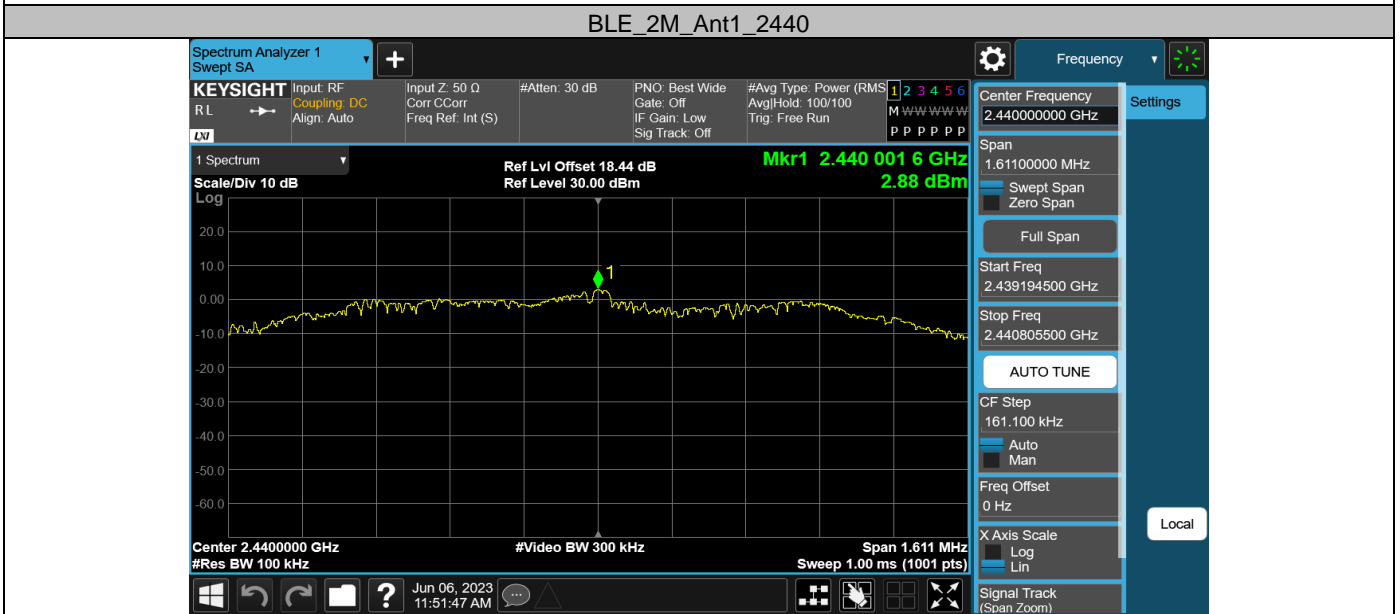 BLE_2M_Ant1_2440
Spectrum Analyzer 1
Swept SA
Frequency
KEYSIGHT
RL
LXI
Input: RF
Coupling: DC
Align: Auto
Input Z: 50 Ω
Corr CCorr
Freq Ref: Int (S)
#Atten: 30 dB
PNO: Best Wide
Gate: Off
IF Gain: Low
Sig Track: Off
#Avg Type: Power (RMS
Avg|Hold: 100/100
Trig: Free Run
1 2 3 4 5 6
M W W W W W
P P P P P P
1 Spectrum
Scale/Div 10 dB
Log
Ref Lvl Offset 18.44 dB
Ref Level 30.00 dBm
Mkr1 2.440 001 6 GHz
2.88 dBm
20.0
10.0
0.00
-10.0
-20.0
-30.0
-40.0
-50.0
-60.0
1
Center 2.4400000 GHz
#Res BW 100 kHz
#Video BW 300 kHz
Span 1.611 MHz
Sweep 1.00 ms (1001 pts)
Center Frequency
2.440000000 GHz
Settings
Span
1.61100000 MHz
Swept Span
Zero Span
Full Span
Start Freq
2.439194500 GHz
Stop Freq
2.440805500 GHz
AUTO TUNE
CF Step
161.100 kHz
Auto
Man
Freq Offset
0 Hz
Local
X Axis Scale
Log
Lin
Signal Track
(Span Zoom)
?
Jun 06, 2023
11:51:47 AM